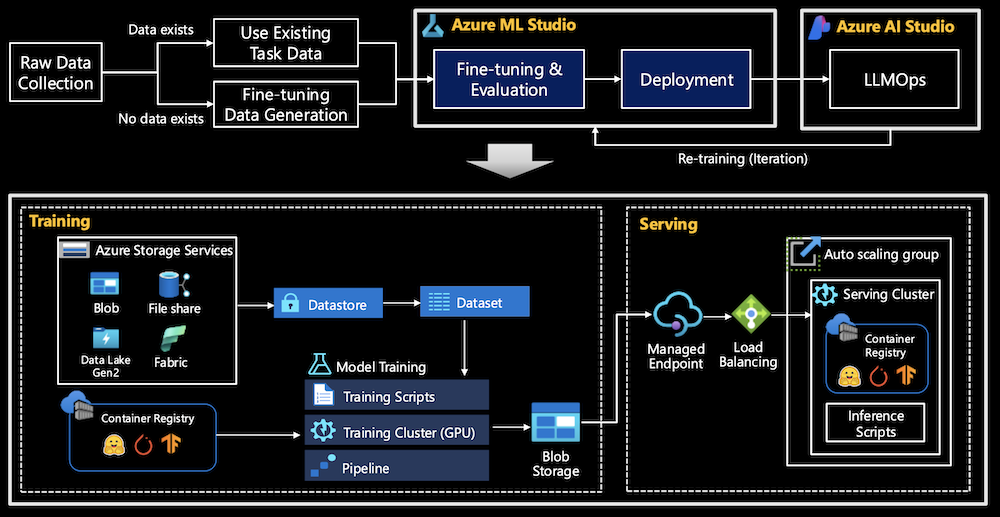 Raw Data
Collection
Data exists
No data exists
Use Existing
Task Data
Fine-tuning
Data Generation
Azure ML Studio
Fine-tuning &
Evaluation
Deployment
Azure AI Studio
LLMOps
Re-training (Iteration)
Training
Azure Storage Services
Blob
File share
Data Lake
Gen2
Fabric
Datastore
Dataset
Model Training
Training Scripts
Training Cluster (GPU)
Pipeline
Container Registry
Blob
Storage
Serving
Managed
Endpoint
Load
Balancing
Auto scaling group
Serving Cluster
Container
Registry
Inference
Scripts